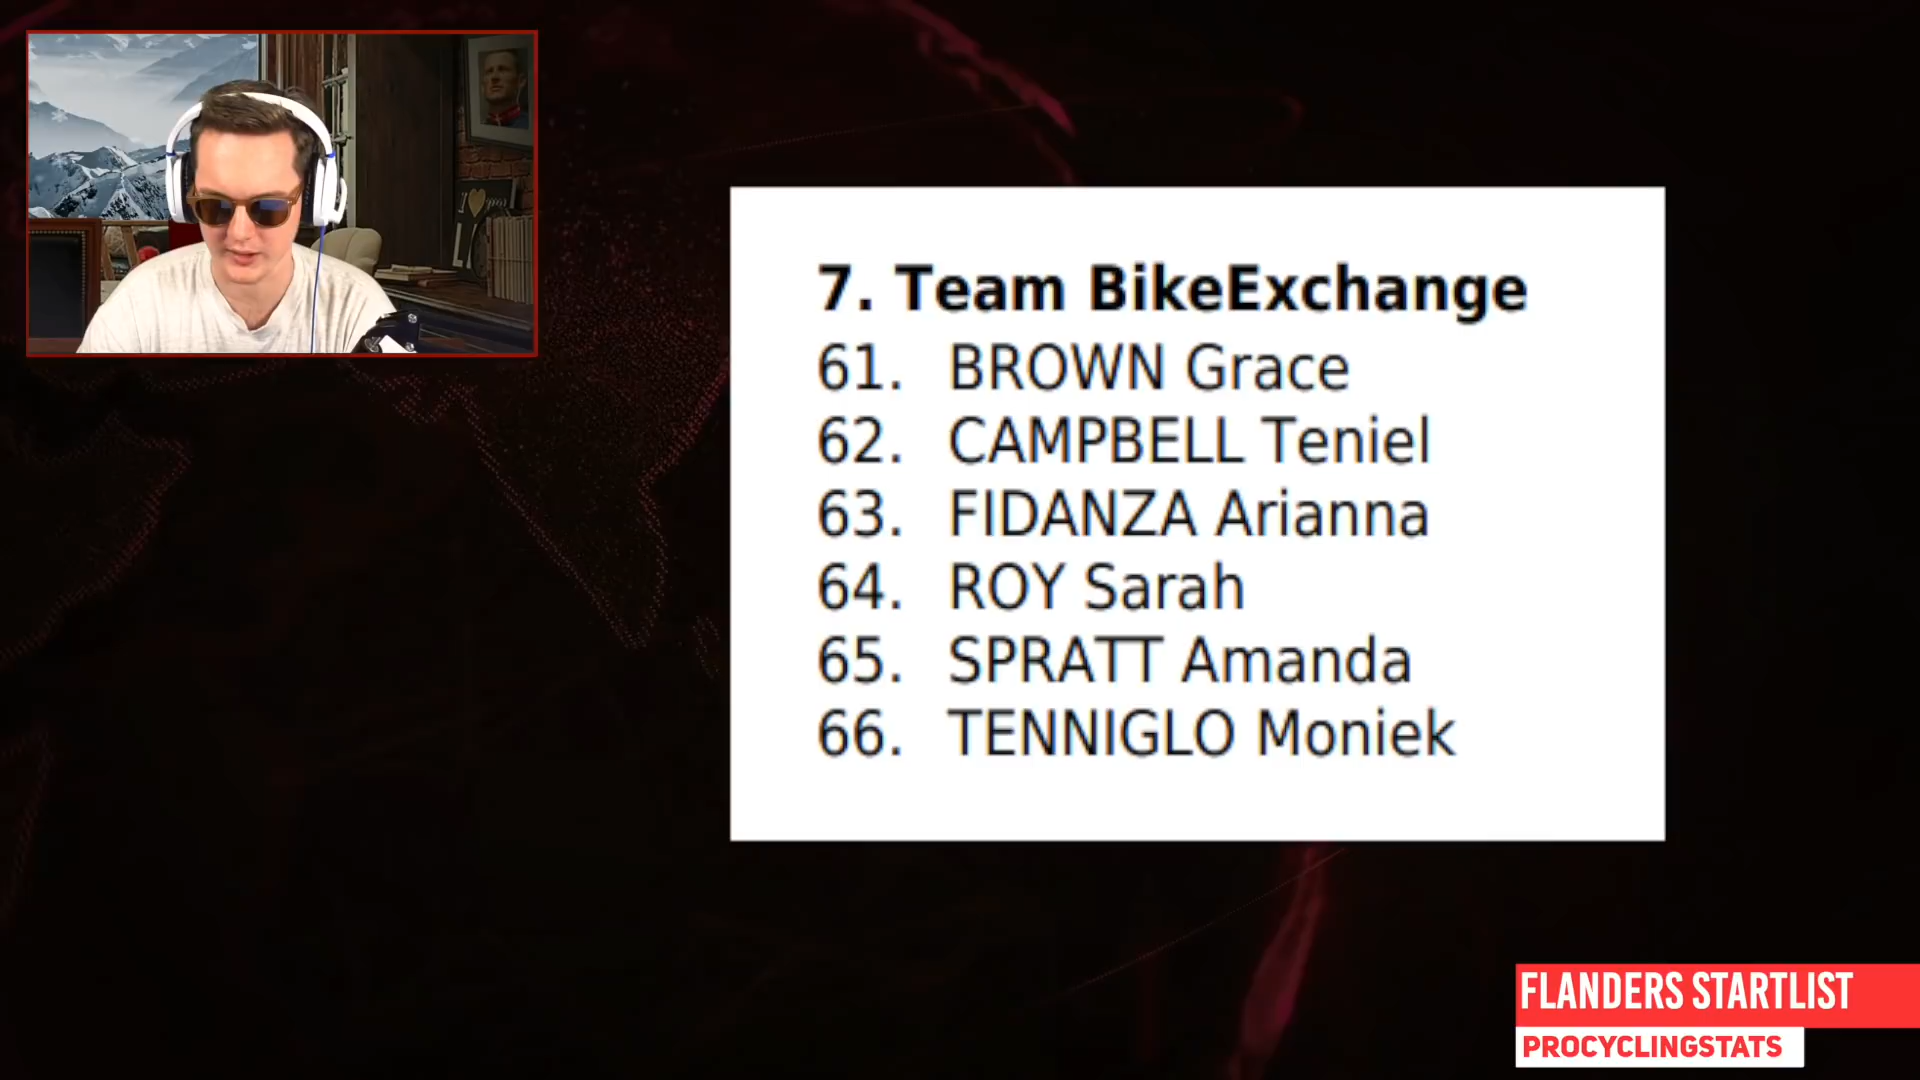 7. Team BikeExchange
61. BROWN Grace
62. CAMPBELL Teniel
63. FIDANZA Arianna
64. ROY Sarah
65. SPRATT Amanda
66. TENNIGLO Moniek
FLANDERS STARTLIST
PROCYCLINGSTATS